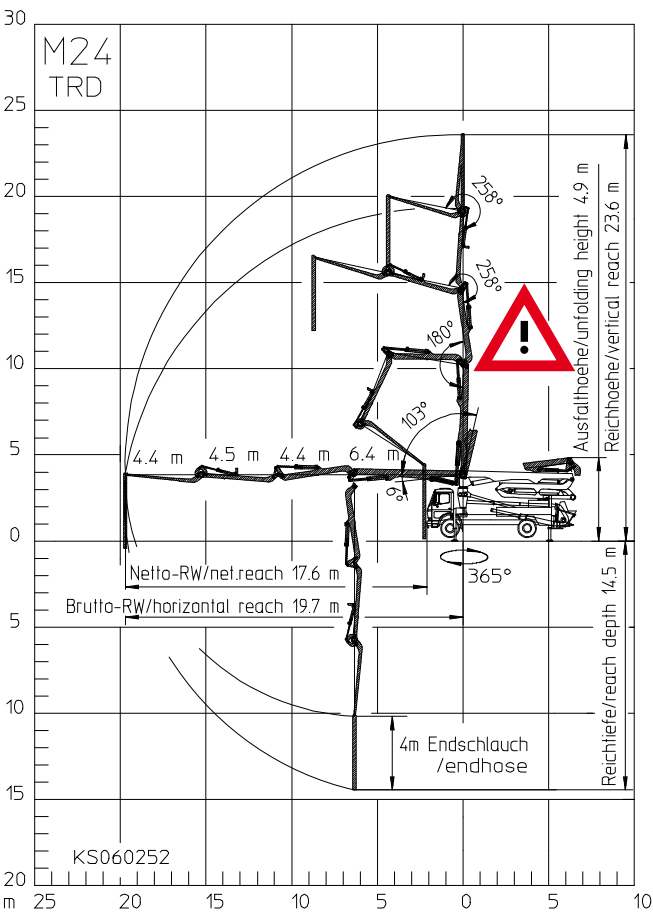 30
M24
TRD
25
20
15
10
5
0
5
10
15
20
m
25
20
15
10
5
0
5
10
258°
258°
180°
103°
6.4 m
4.4 m
4.5 m
4.4 m
Ausfalthoehe/unfolding height 4.9 m
Reichhoehe/vertical reach 23.6 m
!
365°
Netto-RW/net.reach 17.6 m
Brutto-RW/horizontal reach 19.7 m
Reichtiefe/reach depth 14.5 m
4m Endschlauch
/endhose
KS060252